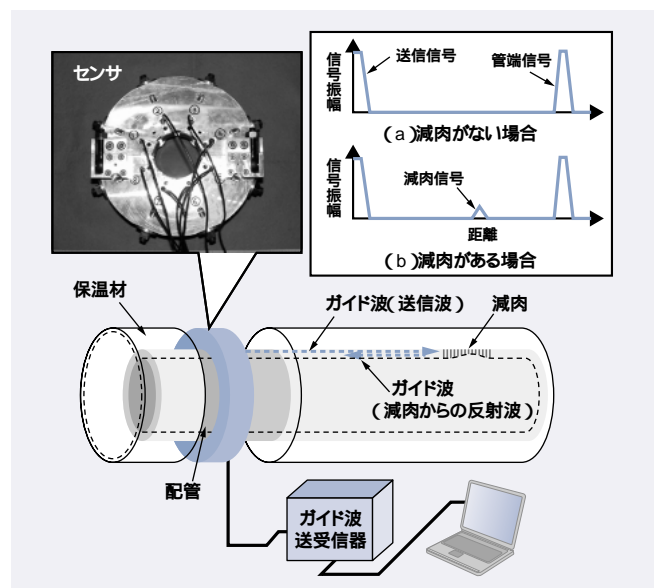 センサ
信号振幅
送信信号
管端信号
(a)減肉がない場合
信号振幅
減肉信号
距離
(b)減肉がある場合
保温材
ガイド波(送信波)
減肉
ガイド波
(減肉からの反射波)
配管
ガイド波
送受信器